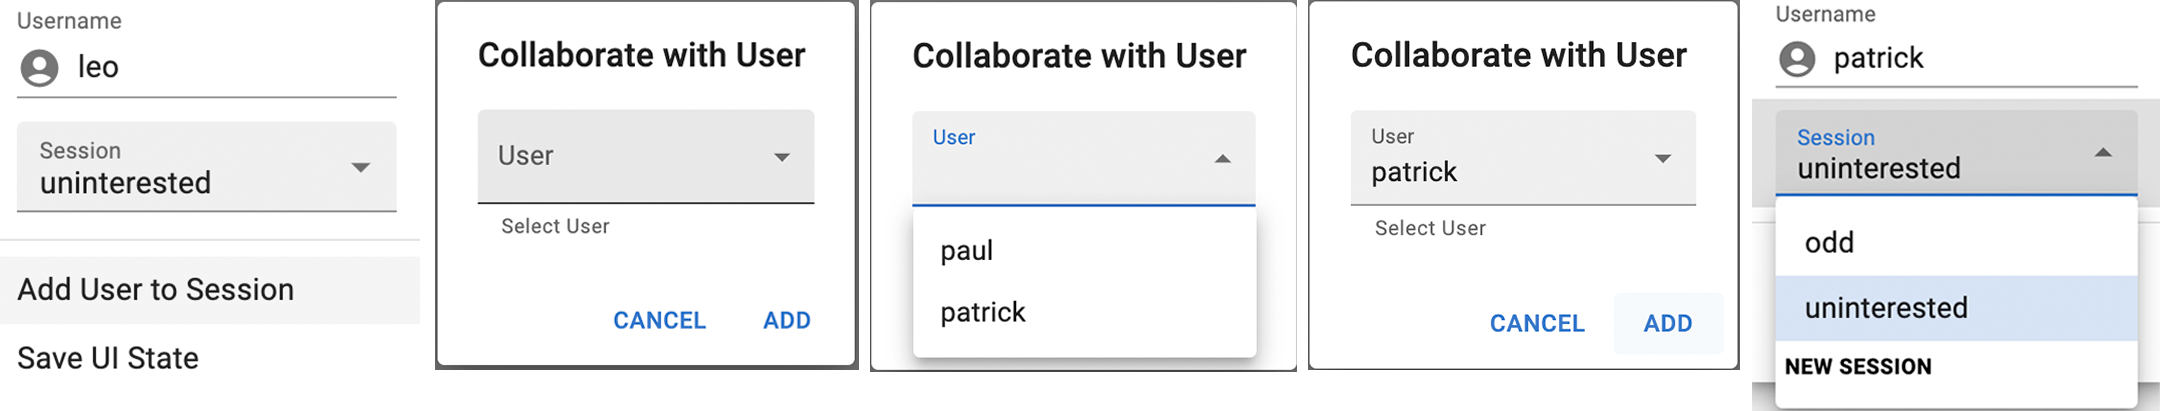 Username
leo
Session
uninterested
Add User to Session
Save UI State
Collaborate with User
User
Select User
CANCEL ADD
Collaborate with User
User
paul
patrick
Collaborate with User
User
patrick
Select User
CANCEL ADD
Username
patrick
Session
uninterested
odd
uninterested
NEW SESSION